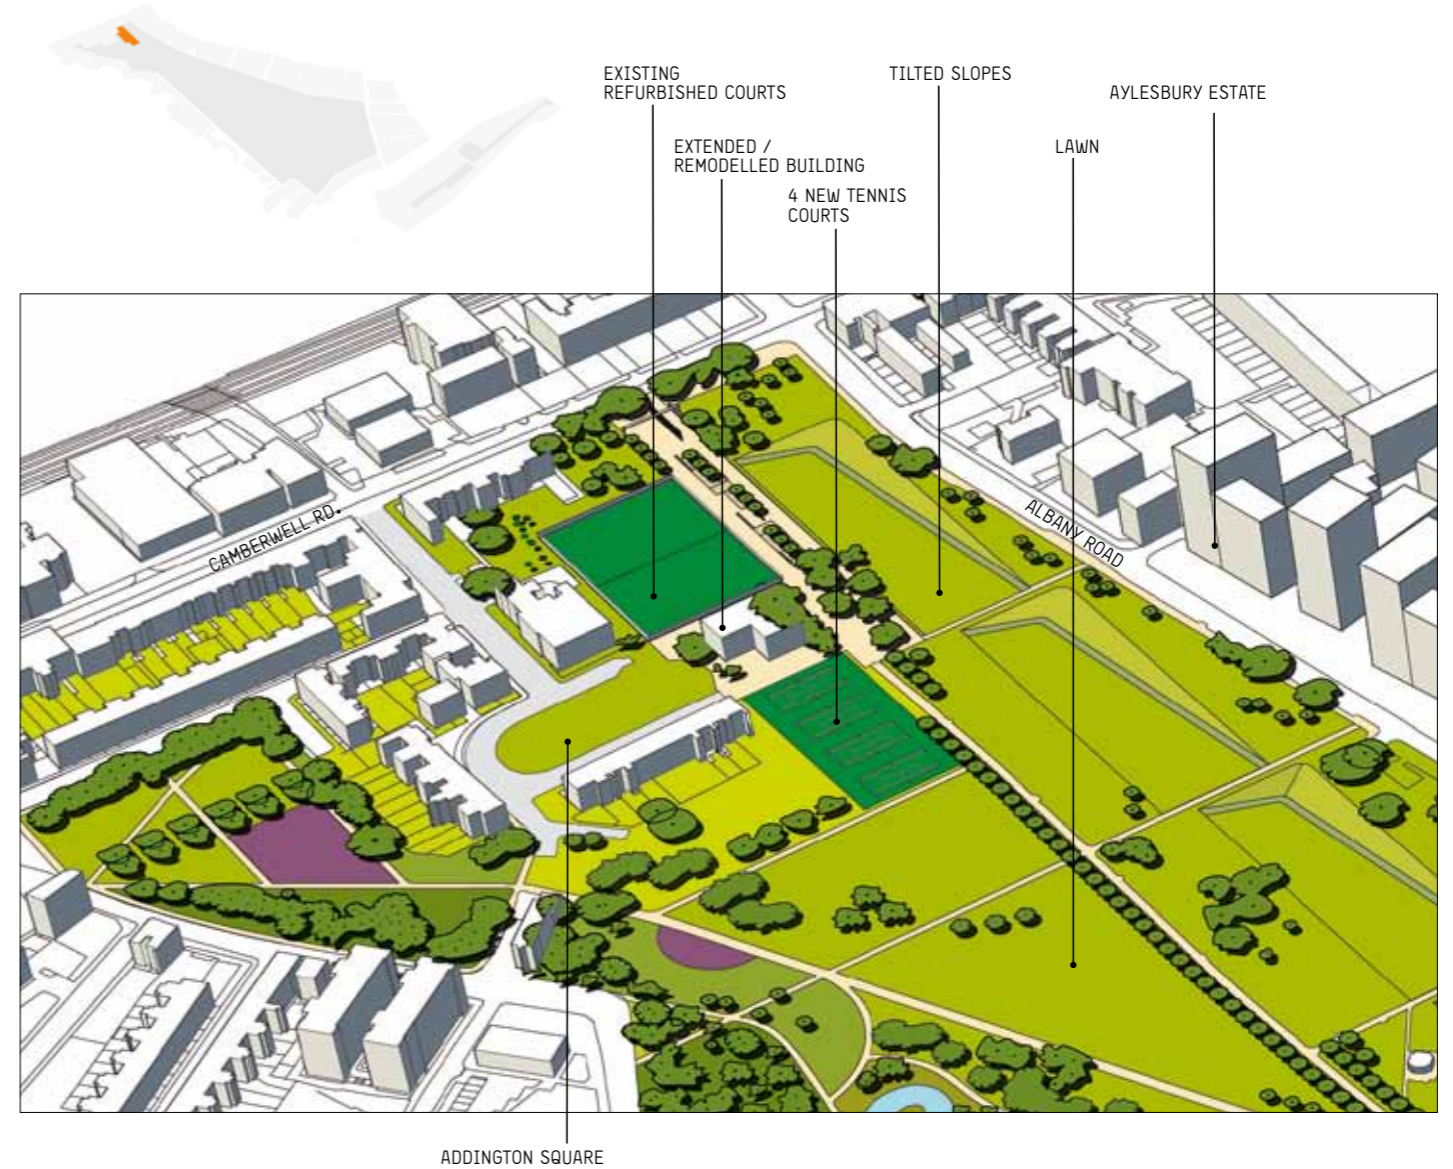 EXISTING
REFURBISHED COURTS
TILTED SLOPES
AYLESBURY ESTATE
EXTENDED /
REMODELLED BUILDING
LAWN
4 NEW TENNIS
COURTS
CAMBERWELL RD.
ALBANY ROAD
ADDINGTON SQUARE